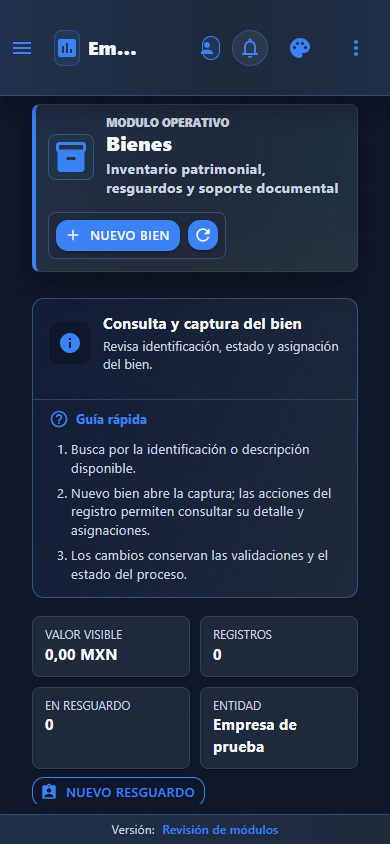 Em...
MODULO OPERATIVO
Bienes
Inventario patrimonial,
resguardos y soporte documental
NUEVO BIEN
Consulta y captura del bien
Revisa identificación, estado y asignación
del bien.
Guía rápida
1. Busca por la identificación o descripción
disponible.
2. Nuevo bien abre la captura; las acciones del
registro permiten consultar su detalle y
asignaciones.
3. Los cambios conservan las validaciones y el
estado del proceso.
VALOR VISIBLE
0,00 MXN
REGISTROS
0
EN RESGUARDO
0
ENTIDAD
Empresa de
prueba
NUEVO RESGUARDO
Versión: Revisión de módulos